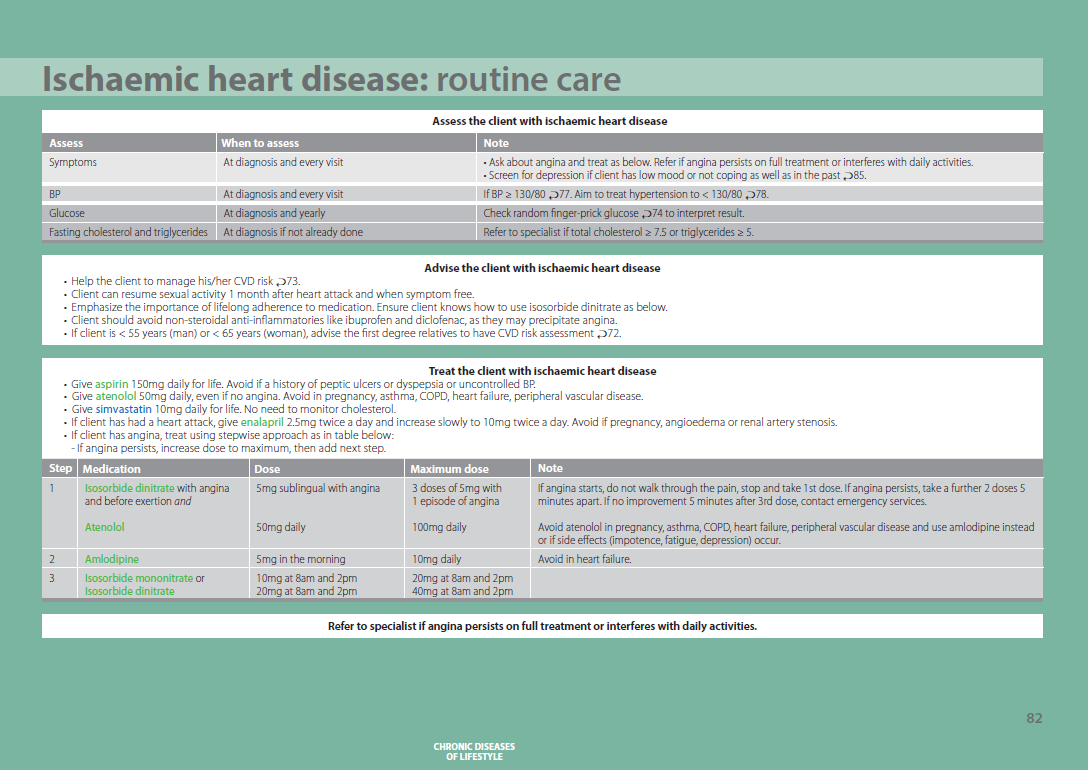 Ischaemic heart disease: routine care
Assess the client with ischaemic heart disease
Assess When to assess Note
Symptoms At diagnosis and every visit • Ask about angina and treat as below. Refer if angina persists on full treatment or interferes with daily activities.
• Screen for depression if client has low mood or not coping as well as in the past ⮌85.
BP At diagnosis and every visit If BP ≥ 130/80 ⮌77. Aim to treat hypertension to < 130/80 ⮌78.
Glucose At diagnosis and yearly Check random finger-prick glucose ⮌74 to interpret result.
Fasting cholesterol and triglycerides At diagnosis if not already done Refer to specialist if total cholesterol ≥ 7.5 or triglycerides ≥ 5.
Advise the client with ischaemic heart disease
• Help the client to manage his/her CVD risk ⮌73.
• Client can resume sexual activity 1 month after heart attack and when symptom free.
• Emphasize the importance of lifelong adherence to medication. Ensure client knows how to use isosorbide dinitrate as below.
• Client should avoid non-steroidal anti-inflammatories like ibuprofen and diclofenac, as they may precipitate angina.
• If client is < 55 years (man) or < 65 years (woman), advise the first degree relatives to have CVD risk assessment ⮌72.
Treat the client with ischaemic heart disease
• Give aspirin 150mg daily for life. Avoid if a history of peptic ulcers or dyspepsia or uncontrolled BP.
• Give atenolol 50mg daily, even if no angina. Avoid in pregnancy, asthma, COPD, heart failure, peripheral vascular disease.
• Give simvastatin 10mg daily for life. No need to monitor cholesterol.
• If client has had a heart attack, give enalapril 2.5mg twice a day and increase slowly to 10mg twice a day. Avoid if pregnancy, angioedema or renal artery stenosis.
• If client has angina, treat using stepwise approach as in table below:
- If angina persists, increase dose to maximum, then add next step.
Step Medication Dose Maximum dose Note
1 Isosorbide dinitrate with angina 5mg sublingual with angina 3 doses of 5mg with If angina starts, do not walk through the pain, stop and take 1st dose. If angina persists, take a further 2 doses 5
and before exertion and 1 episode of angina minutes apart. If no improvement 5 minutes after 3rd dose, contact emergency services.
Atenolol 50mg daily 100mg daily Avoid atenolol in pregnancy, asthma, COPD, heart failure, peripheral vascular disease and use amlodipine instead
or if side effects (impotence, fatigue, depression) occur.
2 Amlodipine 5mg in the morning 10mg daily Avoid in heart failure.
3 Isosorbide mononitrate or 10mg at 8am and 2pm 20mg at 8am and 2pm
Isosorbide dinitrate 20mg at 8am and 2pm 40mg at 8am and 2pm
Refer to specialist if angina persists on full treatment or interferes with daily activities.
82
CHRONIC DISEASES
OF LIFESTYLE